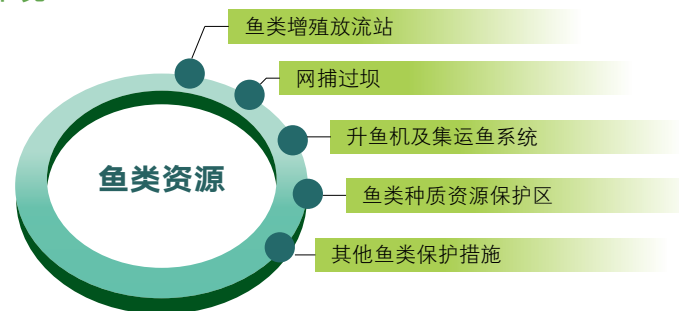 鱼类增殖放流站
网捕过坝
升鱼机及集运鱼系统
鱼类资源
鱼类种质资源保护区
其他鱼类保护措施